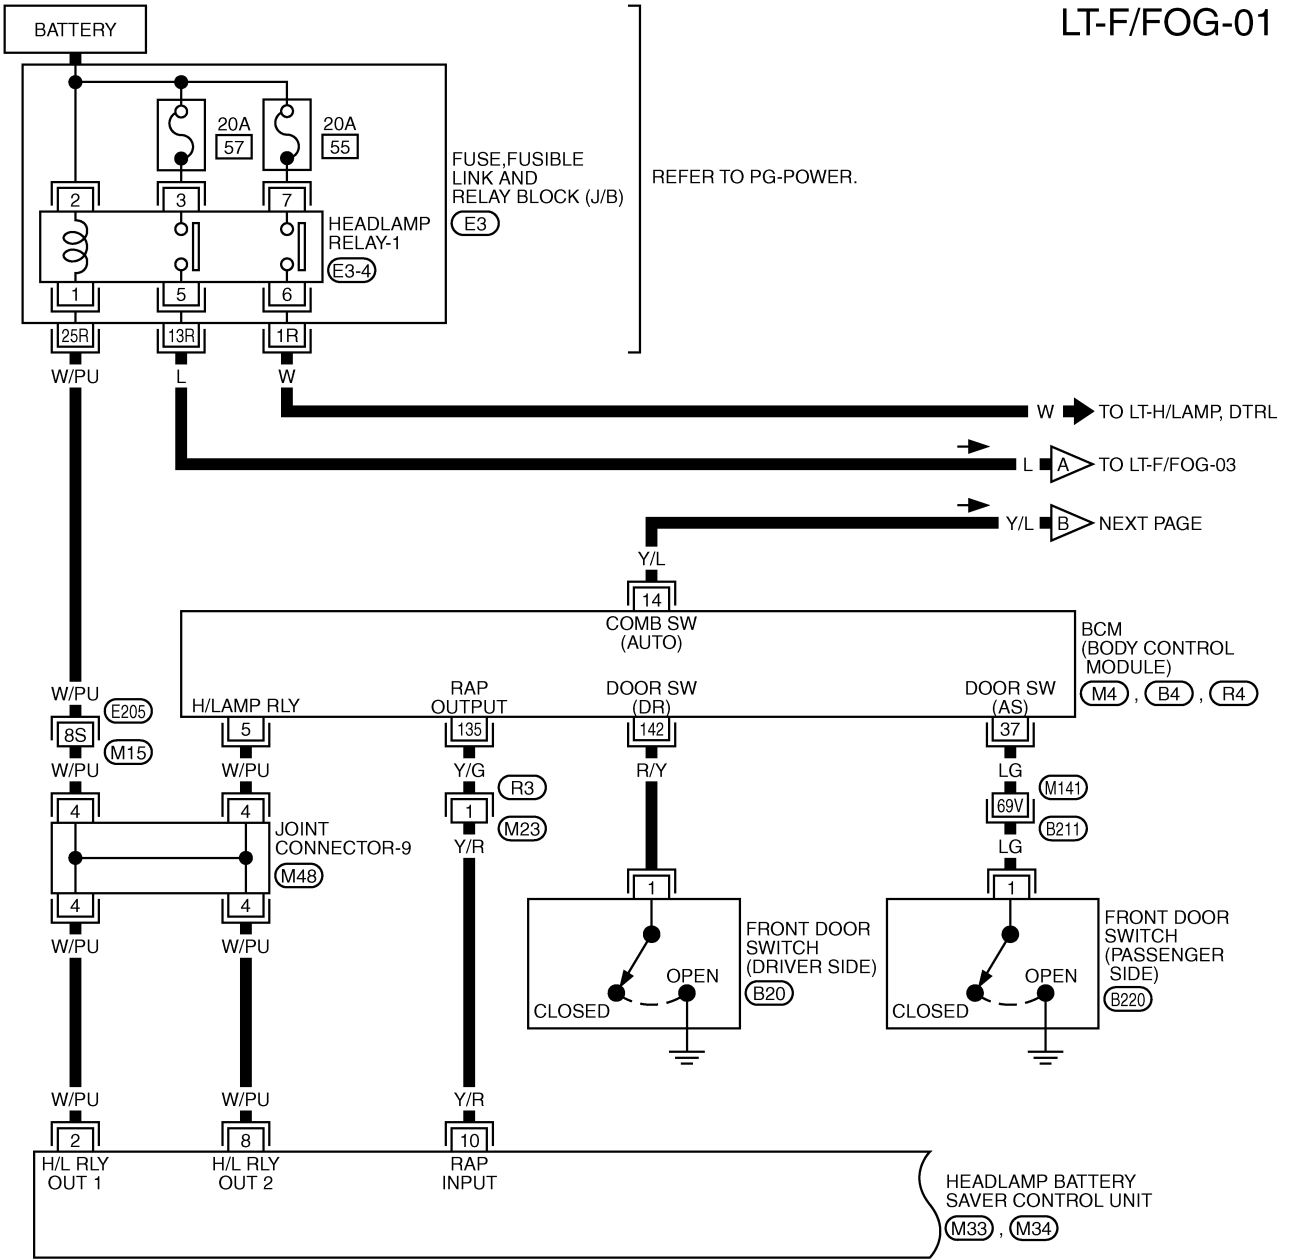 LT-F/FOG-01
BATTERY
20A
57
20A
55
FUSE,FUSIBLE
LINK AND
RELAY BLOCK (J/B)
E3
REFER TO PG-POWER.
2
3
7
HEADLAMP
RELAY-1
E3-4
1
5
6
25R
13R
1R
W/PU
L
W
W
TO LT-H/LAMP, DTRL
L
A
TO LT-F/FOG-03
Y/L
B
NEXT PAGE
Y/L
14
COMB SW
(AUTO)
BCM
(BODY CONTROL
MODULE)
M4 , B4 , R4
H/LAMP RLY
RAP
OUTPUT
DOOR SW
(DR)
DOOR SW
(AS)
W/PU
E205
8S
M15
5
135
142
37
W/PU
W/PU
Y/G
R/Y
LG
R3
1
M23
M141
69V
B211
4
4
JOINT
CONNECTOR-9
M48
Y/R
LG
4
4
1
1
W/PU
W/PU
FRONT DOOR
SWITCH
(DRIVER SIDE)
B20
OPEN
CLOSED
FRONT DOOR
SWITCH
(PASSENGER
SIDE)
B220
OPEN
CLOSED
W/PU
W/PU
Y/R
2
8
10
H/L RLY
OUT 1
H/L RLY
OUT 2
RAP
INPUT
HEADLAMP BATTERY
SAVER CONTROL UNIT
M33 , M34